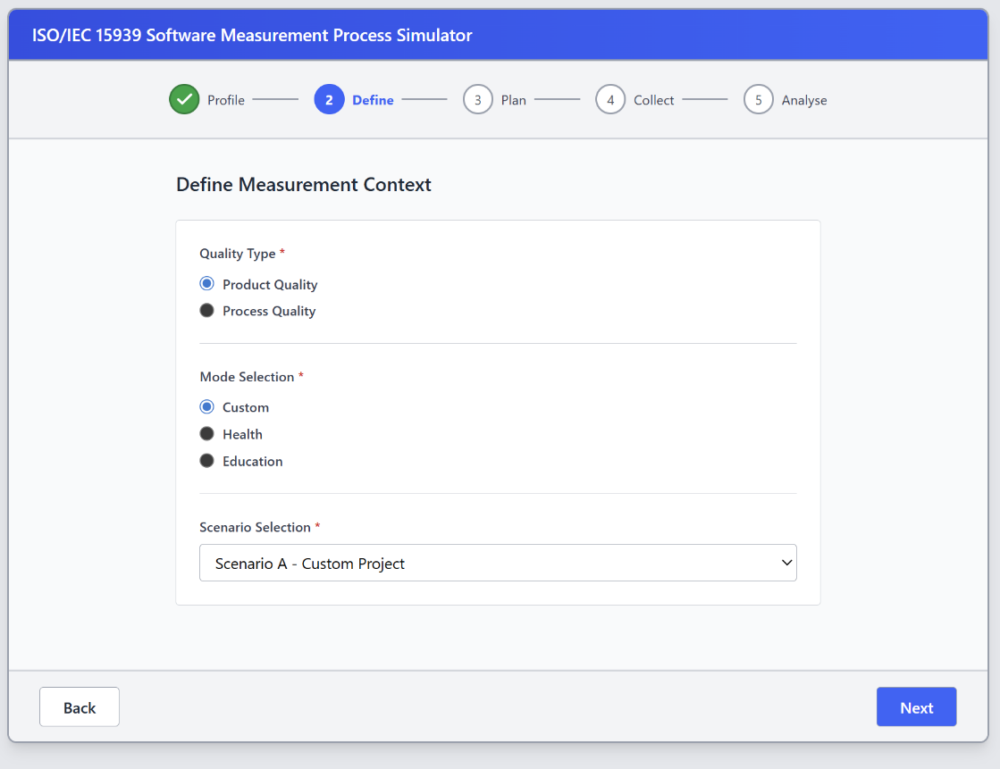 ISO/IEC 15939 Software Measurement Process Simulator
Profile
2 Define
3 Plan
4 Collect
5 Analyse
Define Measurement Context
Quality Type *
Product Quality
Process Quality
Mode Selection *
Custom
Health
Education
Scenario Selection *
Scenario A - Custom Project
Back
Next